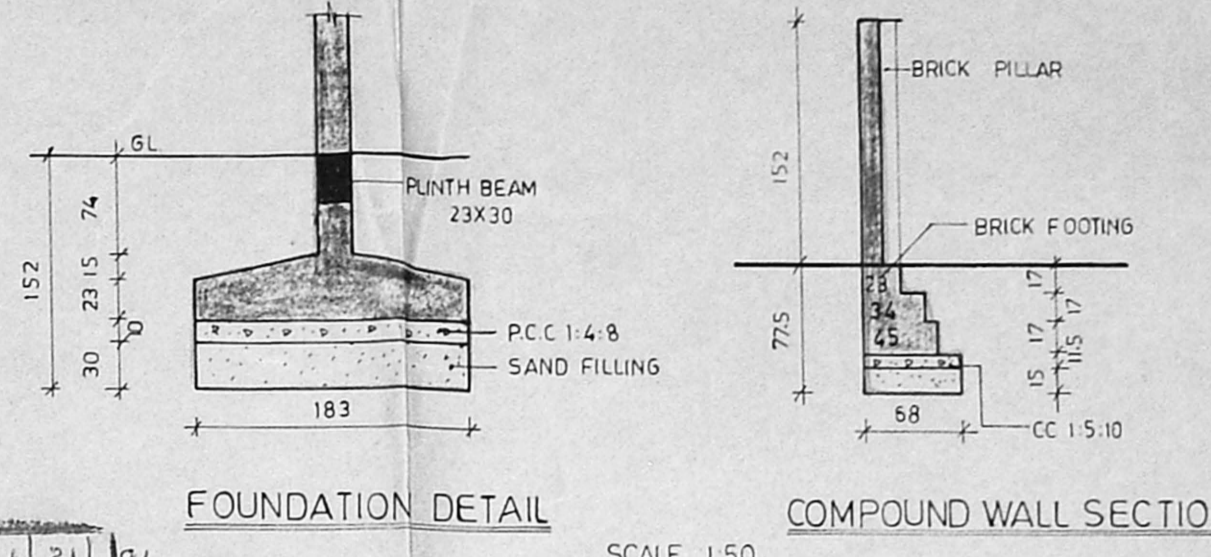 GL
PLINTH BEAM
23X30
152
74
15
23
10
30
P.C.C 1:4:8
SAND FILLING
183
FOUNDATION DETAIL
BRICK PILLAR
152
BRICK FOOTING
77.5
23
34
45
17
17
17
11.5
15
68
CC 1:5:10
COMPOUND WALL SECTIO
SCALE 1:50